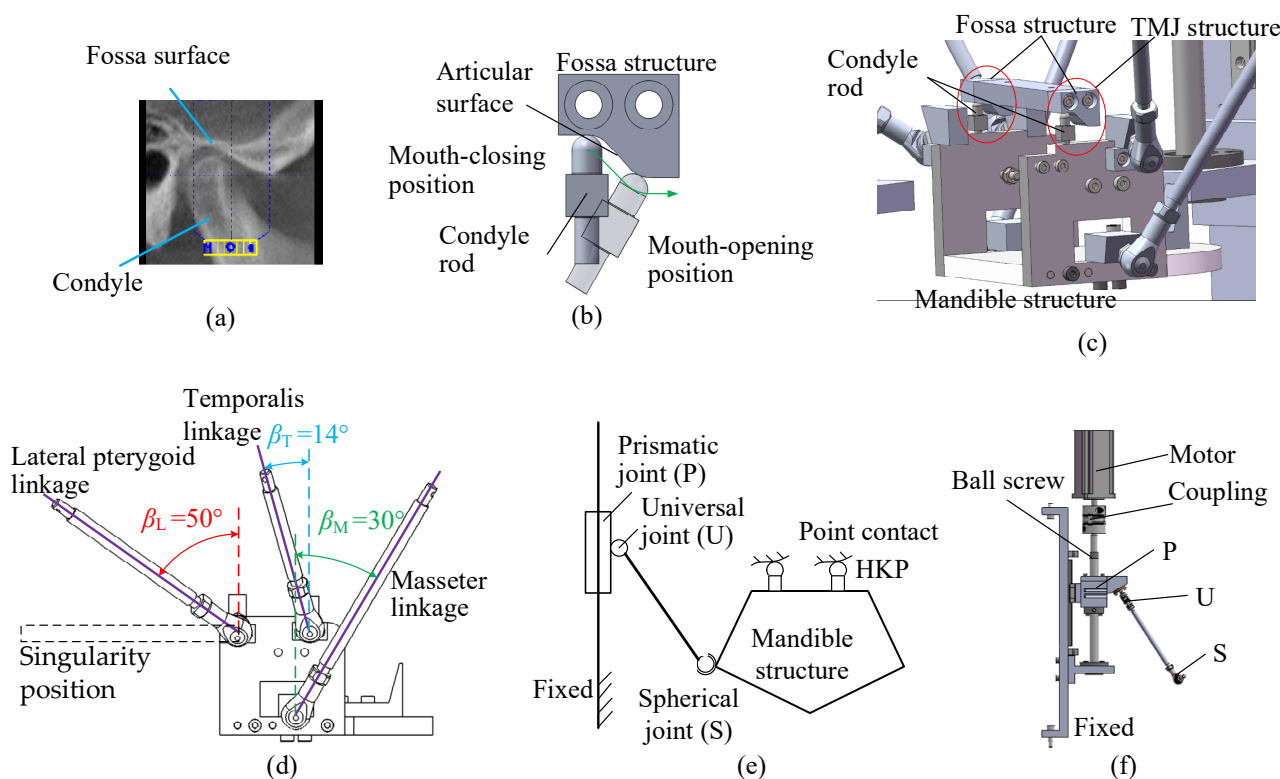 Fossa surface
Condyle
(a)
Fossa structure
Articular
surface
Mouth-closing
position
Condyle
rod
Mouth-opening
position
(b)
Fossa structure
TMJ structure
Condyle
rod
Mandible structure
(c)
Temporalis
linkage
βT =14°
Lateral pterygoid
linkage
βL =50°
βM =30°
Masseter
linkage
Singularity
position
(d)
Prismatic
joint (P)
Universal
joint (U)
Point contact
HKP
Mandible
structure
Fixed
Spherical
joint (S)
(e)
Motor
Ball screw
Coupling
P
U
S
Fixed
(f)